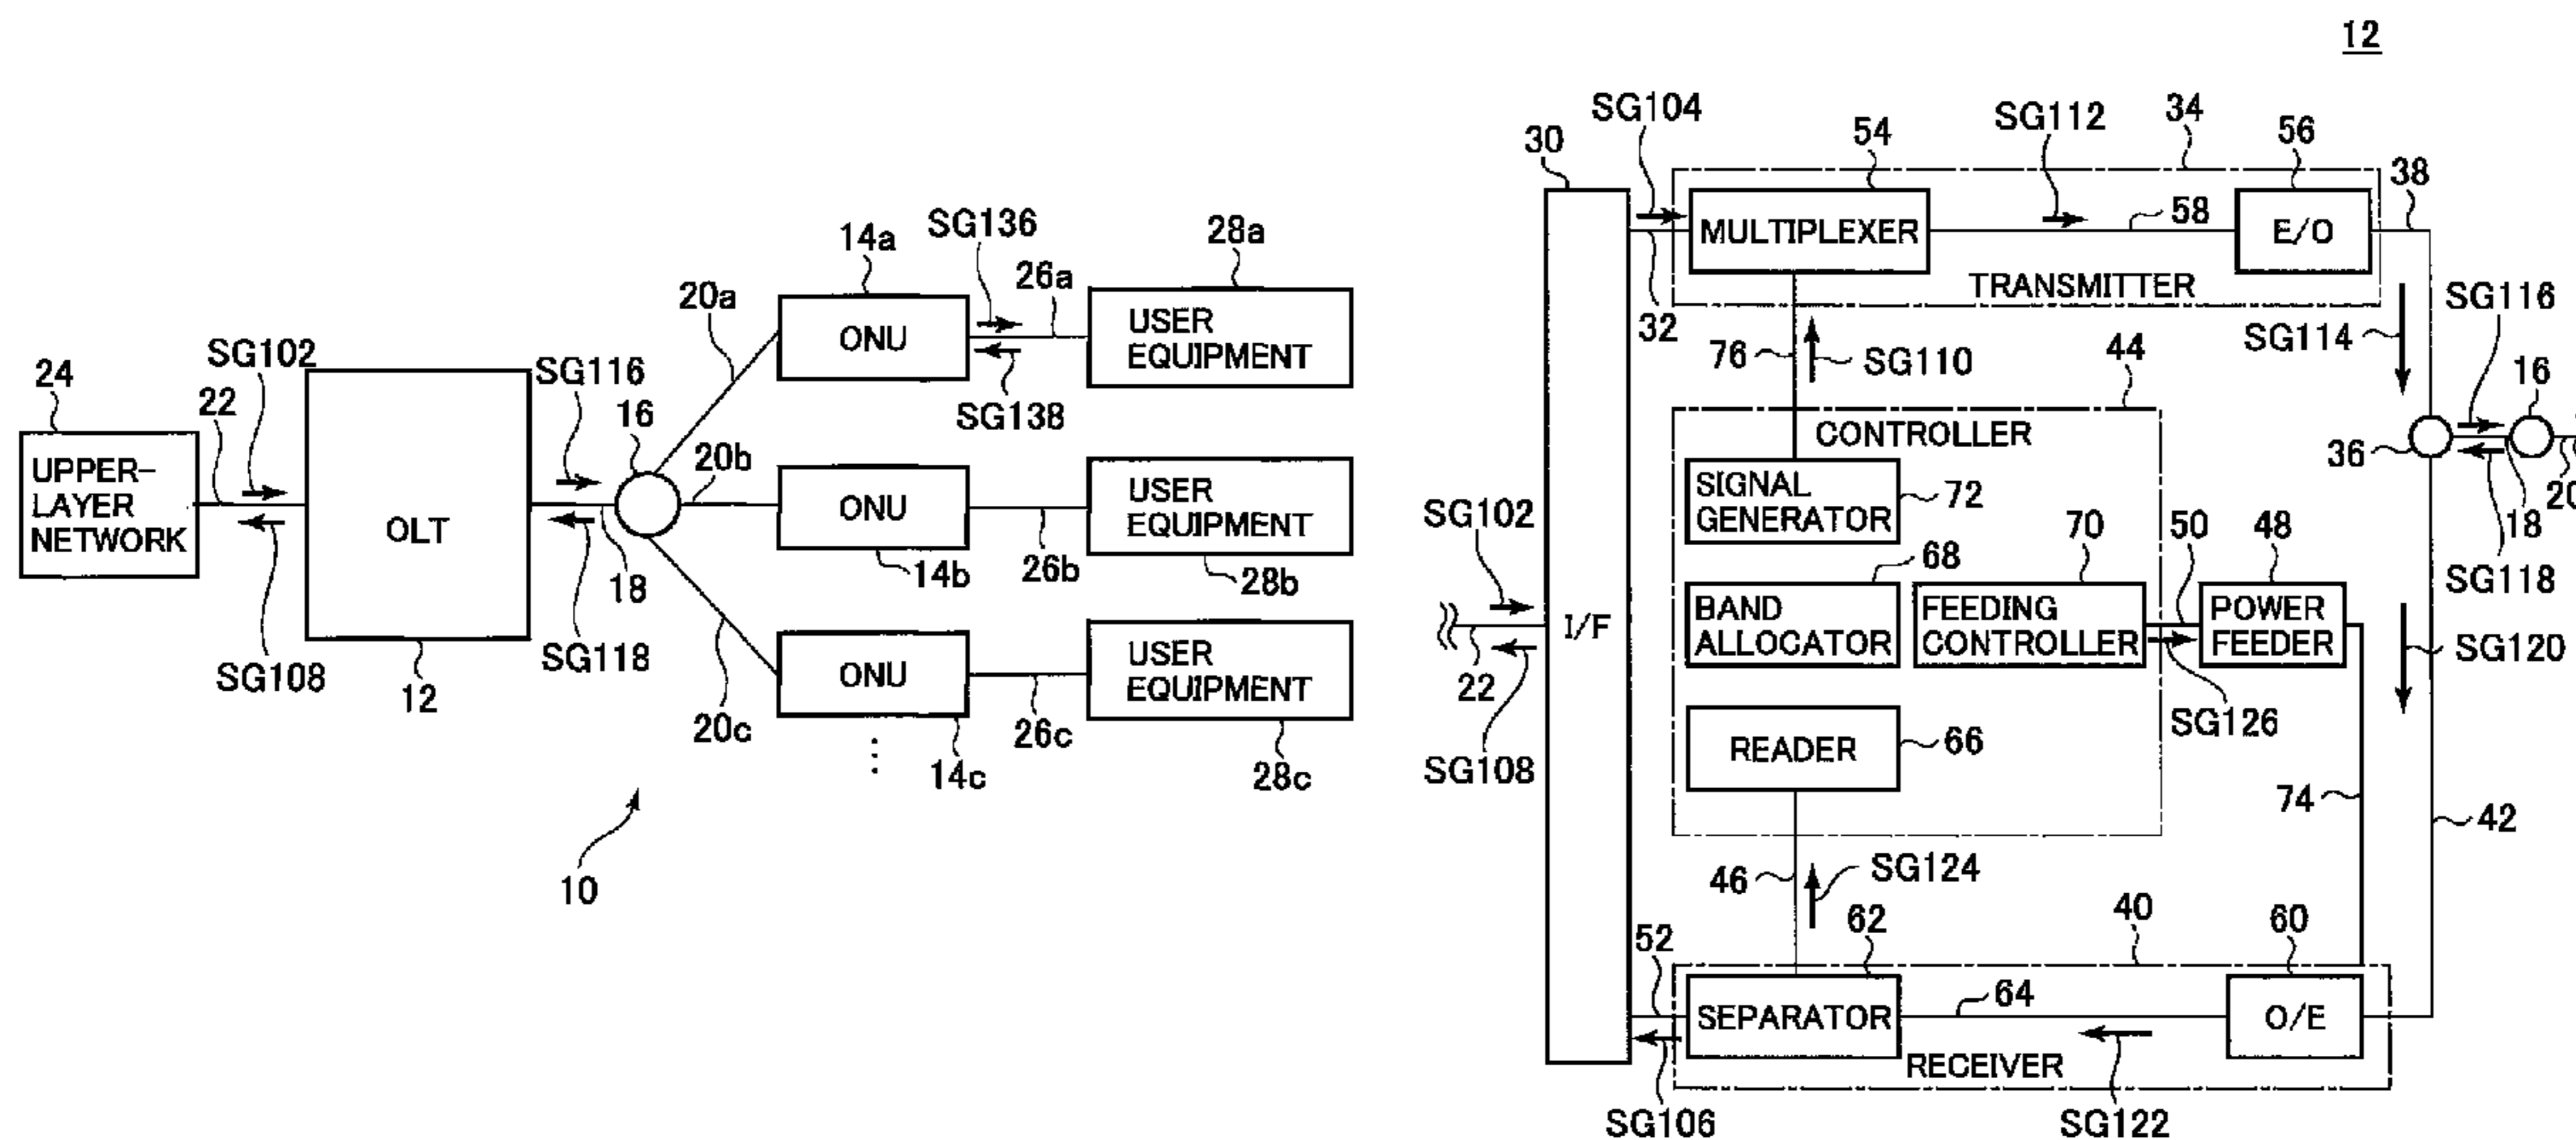 24
22
SG102
UPPER-
LAYER
NETWORK
SG108
OLT
12
SG116
16
18
SG118
20a
20b
20c
14a
ONU
SG136
26a
SG138
28a
USER
EQUIPMENT
ONU
14b
26b
USER
EQUIPMENT
28b
ONU
14c
26c
USER
EQUIPMENT
28c
10
12
30
SG104
54
SG112
34
56
38
MULTIPLEXER
58
E/O
TRANSMITTER
32
76
SG110
44
SG114
SG116
16
36
18
SG118
CONTROLLER
SIGNAL
GENERATOR
72
SG102
I/F
22
SG108
68
BAND
ALLOCATOR
70
FEEDING
CONTROLLER
50
48
POWER
FEEDER
SG126
SG120
READER
66
74
42
46
SG124
40
52
62
60
SEPARATOR
64
O/E
RECEIVER
SG106
SG122